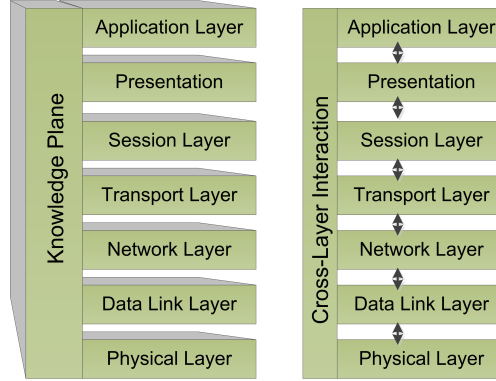 Knowledge Plane
Application Layer
Presentation
Session Layer
Transport Layer
Network Layer
Data Link Layer
Physical Layer
Cross-Layer Interaction
Application Layer
Presentation
Session Layer
Transport Layer
Network Layer
Data Link Layer
Physical Layer